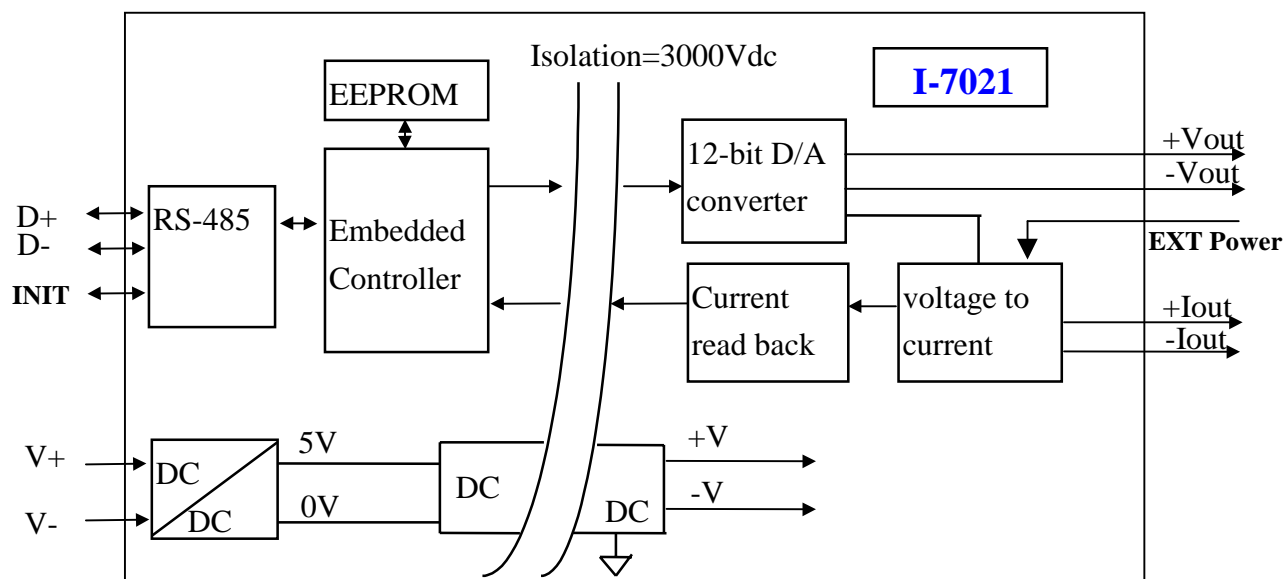 Isolation=3000Vdc
I-7021
EEPROM
12-bit D/A
converter
+Vout
-Vout
D+
D-
INIT
RS-485
Embedded
Controller
EXT Power
Current
read back
voltage to
current
+Iout
-Iout
V+
V-
DC
DC
5V
0V
DC
DC
+V
-V